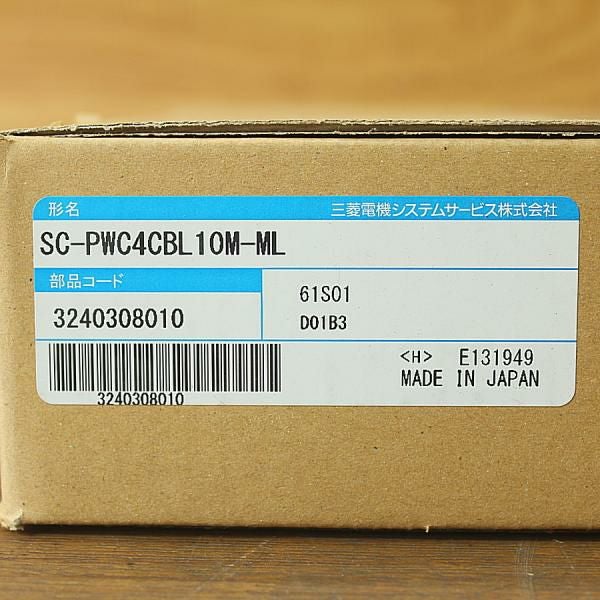 形名 三菱電機システムサービス株式会社
SC-PWC4CBL10M-ML
部品コード
61S01
3240308010
D01B3
<H> E131949
MADE IN JAPAN
3240308010